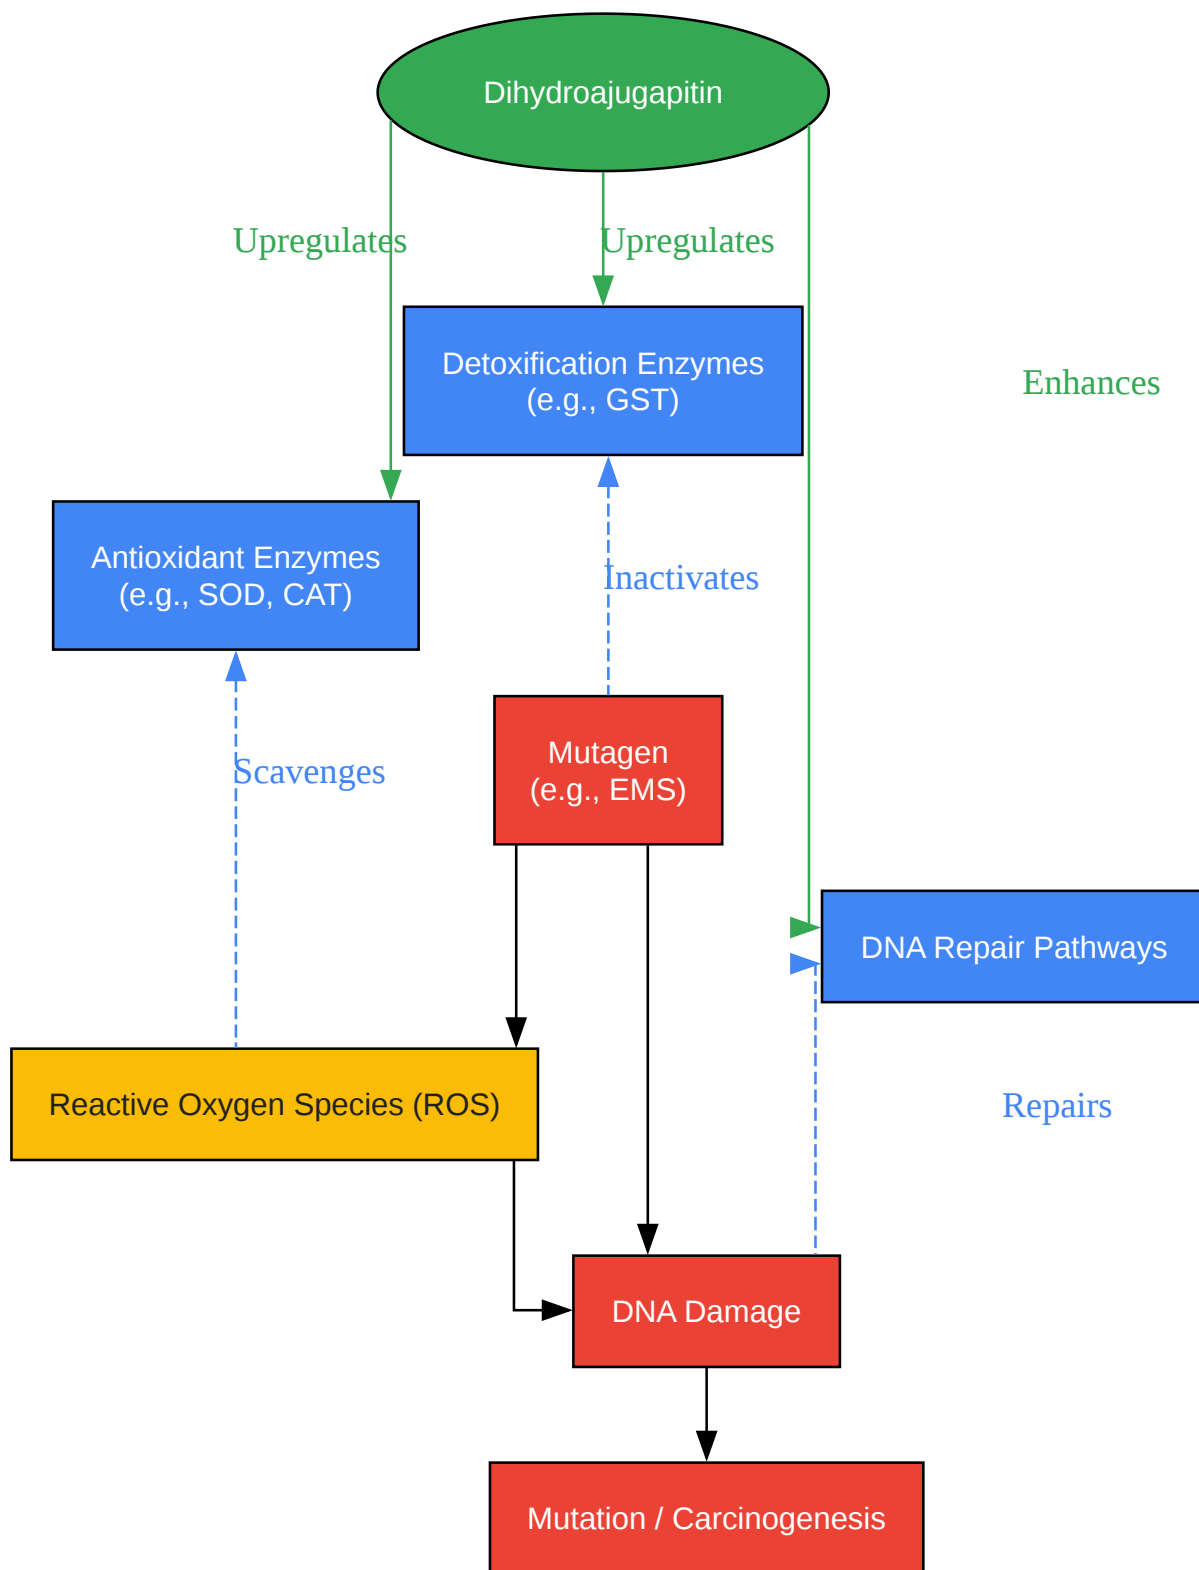 Dihydroajugapitin
Upregulates
Upregulates
Detoxification Enzymes
(e.g., GST)
Enhances
Antioxidant Enzymes
(e.g., SOD, CAT)
Inactivates
Mutagen
(e.g., EMS)
Scavenges
DNA Repair Pathways
Reactive Oxygen Species (ROS)
Repairs
DNA Damage
Mutation / Carcinogenesis